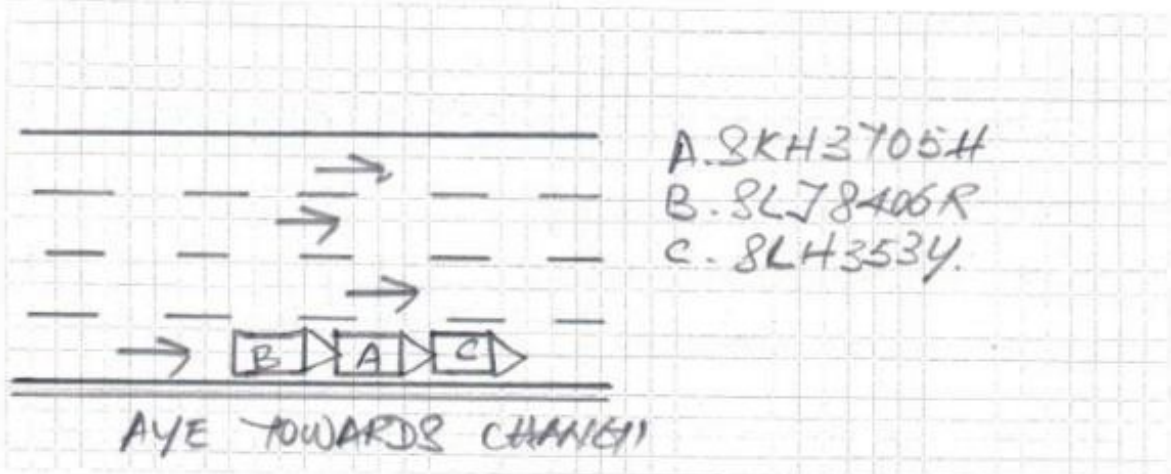 A. SKH3705H
B. SLJ8406R
C. SLH353Y.
B A C
AYE TOWARDS CHANGI